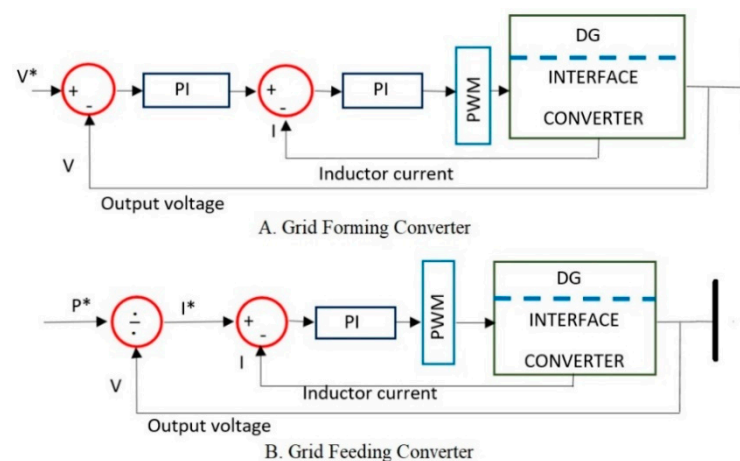 DG
V*
+
-
PI
+
-
PI
PWM
INTERFACE
CONVERTER
I
V
Inductor current
Output voltage
A. Grid Forming Converter
DG
P*
÷
I*
+
-
PI
PWM
INTERFACE
CONVERTER
V
I
Inductor current
Output voltage
B. Grid Feeding Converter